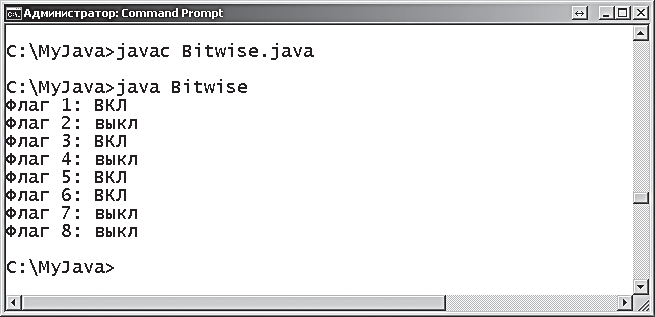 Администратор: Command Prompt
C:\MyJava>javac Bitwise.java
C:\MyJava>java Bitwise
Флаг 1: ВКЛ
Флаг 2: выкл
Флаг 3: ВКЛ
Флаг 4: выкл
Флаг 5: ВКЛ
Флаг 6: ВКЛ
Флаг 7: выкл
Флаг 8: выкл
C:\MyJava>